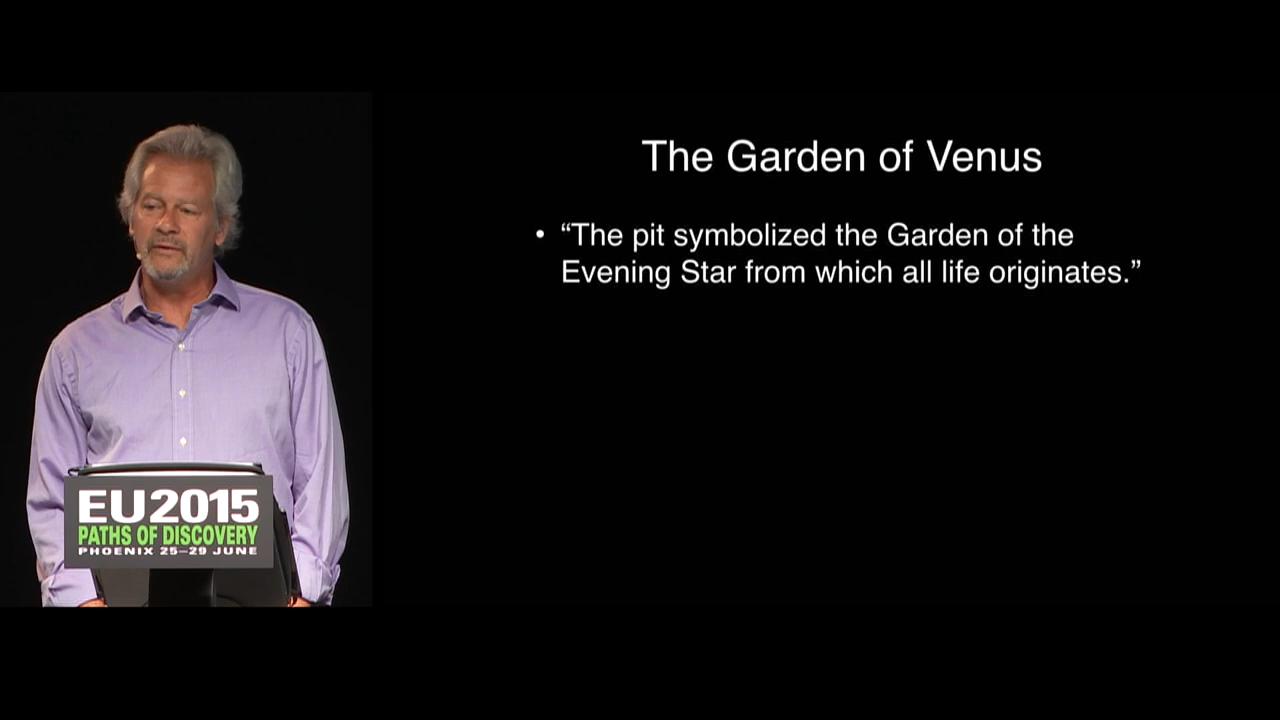 The Garden of Venus
• “The pit symbolized the Garden of the
Evening Star from which all life originates.”
EU2015
PATHS OF DISCOVERY
PHOENIX 25–29 JUNE